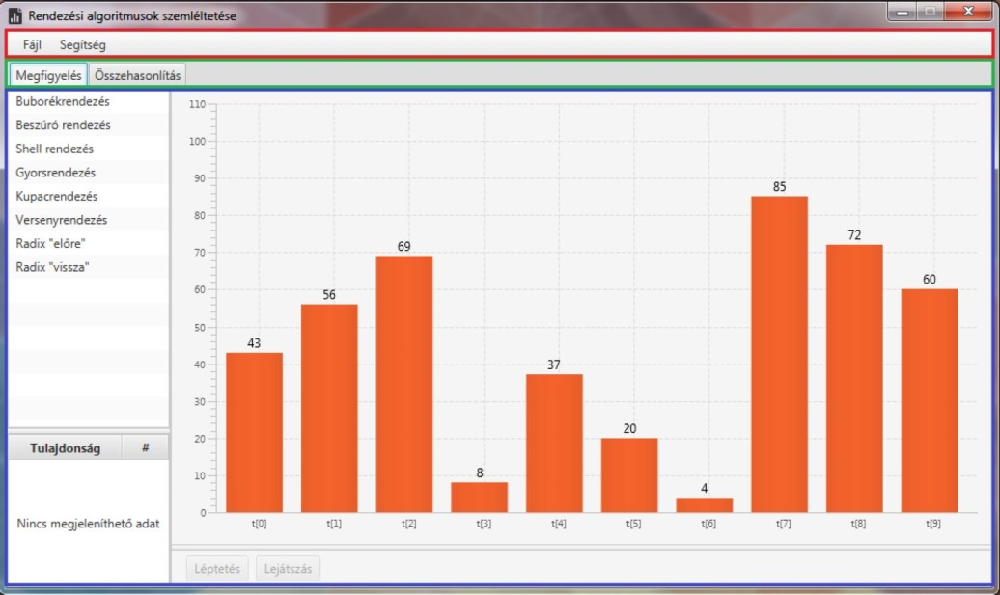 Rendezési algoritmusok szemléltetése
Fájl Segítség
Megfigyelés Összehasonlítás
Buborékrendezés
Beszúró rendezés
Shell rendezés
Gyorsrendezés
Kupacrendezés
Versenyrendezés
Radix "előre"
Radix "vissza"
Tulajdonság #
Nincs megjeleníthető adat
110
100
90
80
70
60
50
40
30
20
10
0
43
56
69
8
37
20
4
85
72
60
t[0] t[1] t[2] t[3] t[4] t[5] t[6] t[7] t[8] t[9]
Léptetés Lejátszás